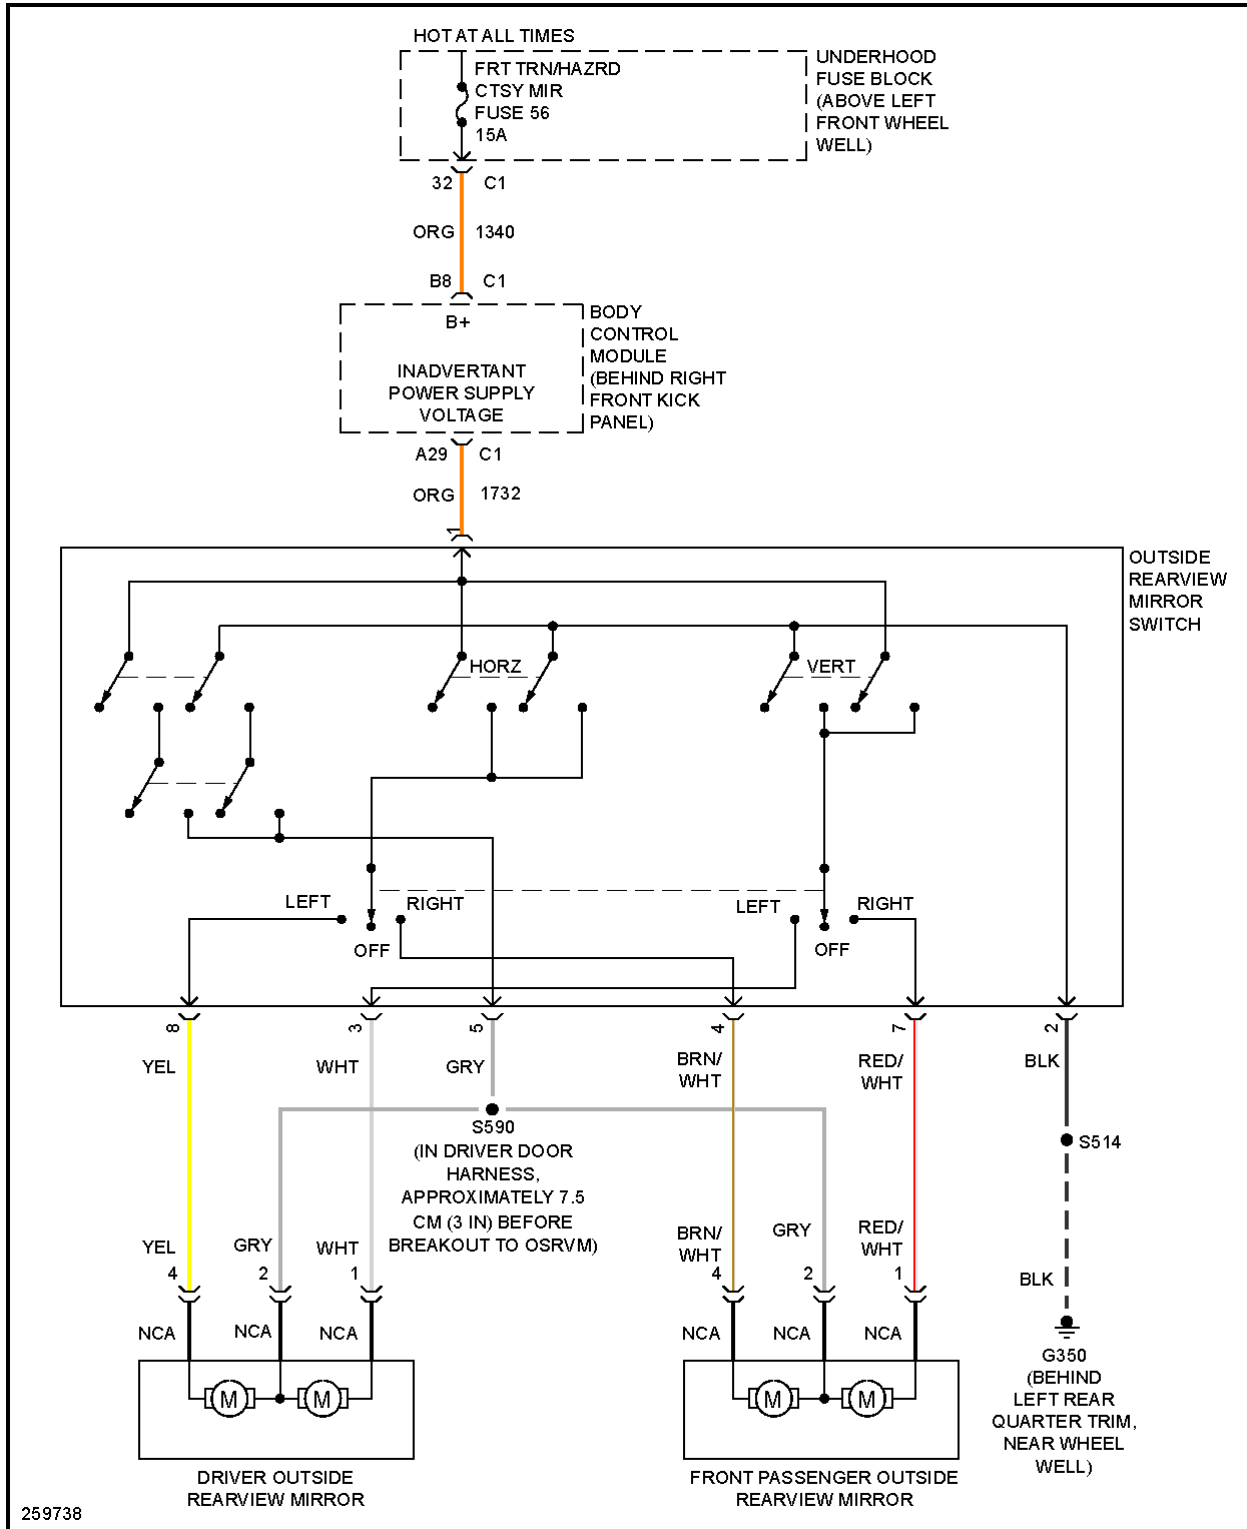 HOT AT ALL TIMES
FRT TRN/HAZRD
CTSY MIR
FUSE 56
15A
UNDERHOOD
FUSE BLOCK
(ABOVE LEFT
FRONT WHEEL
WELL)
32 C1
ORG 1340
B8 C1
B+
INADVERTANT
POWER SUPPLY
VOLTAGE
BODY
CONTROL
MODULE
(BEHIND RIGHT
FRONT KICK
PANEL)
A29 C1
ORG 1732
1
OUTSIDE
REARVIEW
MIRROR
SWITCH
HORZ
VERT
LEFT
RIGHT
OFF
LEFT
RIGHT
OFF
8 3 5 4 7 2
YEL
WHT
GRY
BRN/
WHT
RED/
WHT
BLK
S590
(IN DRIVER DOOR
HARNESS,
APPROXIMATELY 7.5
CM (3 IN) BEFORE
BREAKOUT TO OSRVM)
S514
YEL
GRY
WHT
BRN/
WHT
GRY
RED/
WHT
BLK
4 2 1 4 2 1
NCA NCA NCA NCA NCA NCA
M M M M
G350
(BEHIND
LEFT REAR
QUARTER TRIM,
NEAR WHEEL
WELL)
DRIVER OUTSIDE
REARVIEW MIRROR
FRONT PASSENGER OUTSIDE
REARVIEW MIRROR
259738